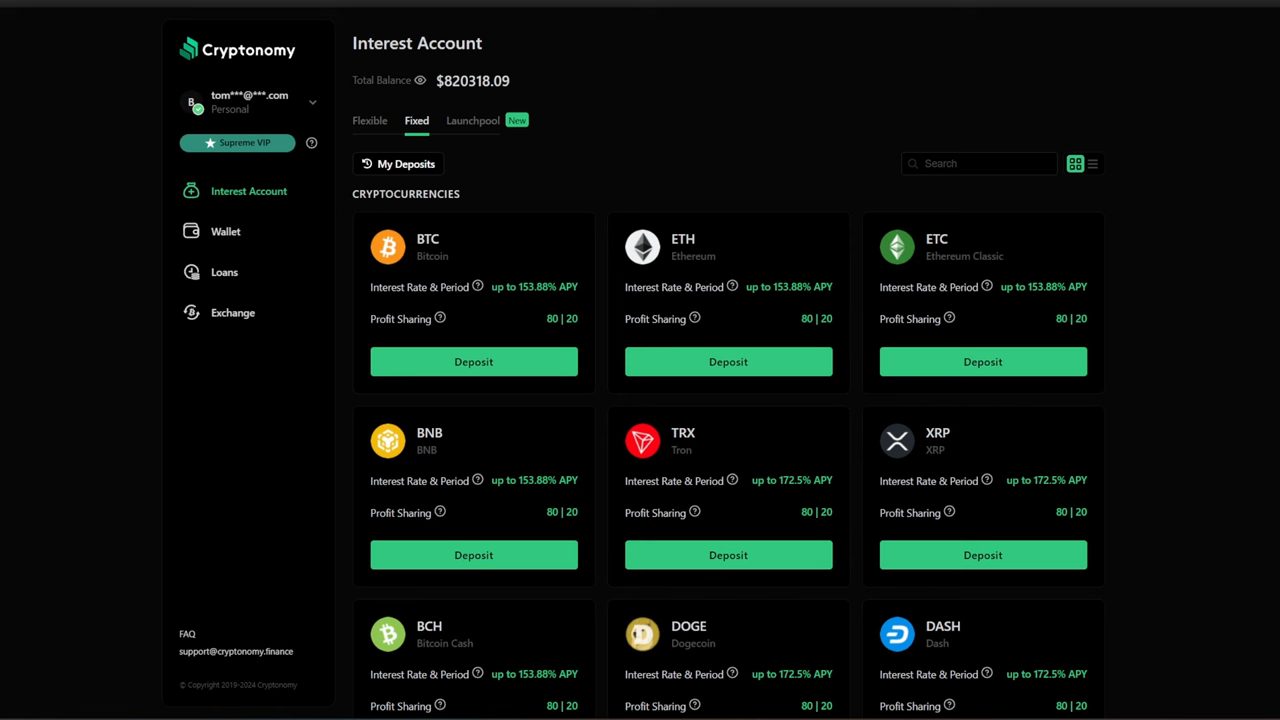 Cryptonomy
B
tom***@***.com
Personal
Supreme VIP
Interest Account
Wallet
Loans
Exchange
FAQ
support@cryptonomy.finance
© Copyright 2019-2024 Cryptonomy
Interest Account
Total Balance $820318.09
Flexible Fixed Launchpool New
My Deposits
Search
CRYPTOCURRENCIES
BTC
Bitcoin
Interest Rate & Period ? up to 153.88% APY
Profit Sharing ? 80 | 20
Deposit
ETH
Ethereum
Interest Rate & Period ? up to 153.88% APY
Profit Sharing ? 80 | 20
Deposit
ETC
Ethereum Classic
Interest Rate & Period ? up to 153.88% APY
Profit Sharing ? 80 | 20
Deposit
BNB
BNB
Interest Rate & Period ? up to 153.88% APY
Profit Sharing ? 80 | 20
Deposit
TRX
Tron
Interest Rate & Period ? up to 172.5% APY
Profit Sharing ? 80 | 20
Deposit
XRP
XRP
Interest Rate & Period ? up to 172.5% APY
Profit Sharing ? 80 | 20
Deposit
BCH
Bitcoin Cash
Interest Rate & Period ? up to 153.88% APY
Profit Sharing ? 80 | 20
DOGE
Dogecoin
Interest Rate & Period ? up to 172.5% APY
Profit Sharing ? 80 | 20
DASH
Dash
Interest Rate & Period ? up to 172.5% APY
Profit Sharing ? 80 | 20